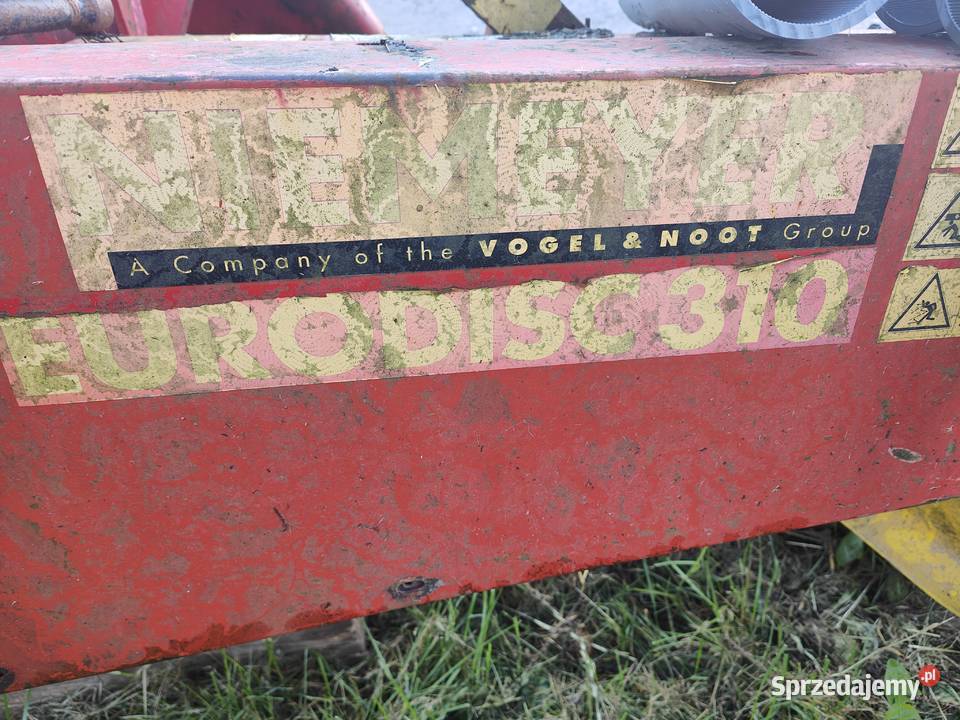 NIEMEYER
A Company of the VOGEL & NOOT Group
EURODISC 310
Sprzedajemy.pl